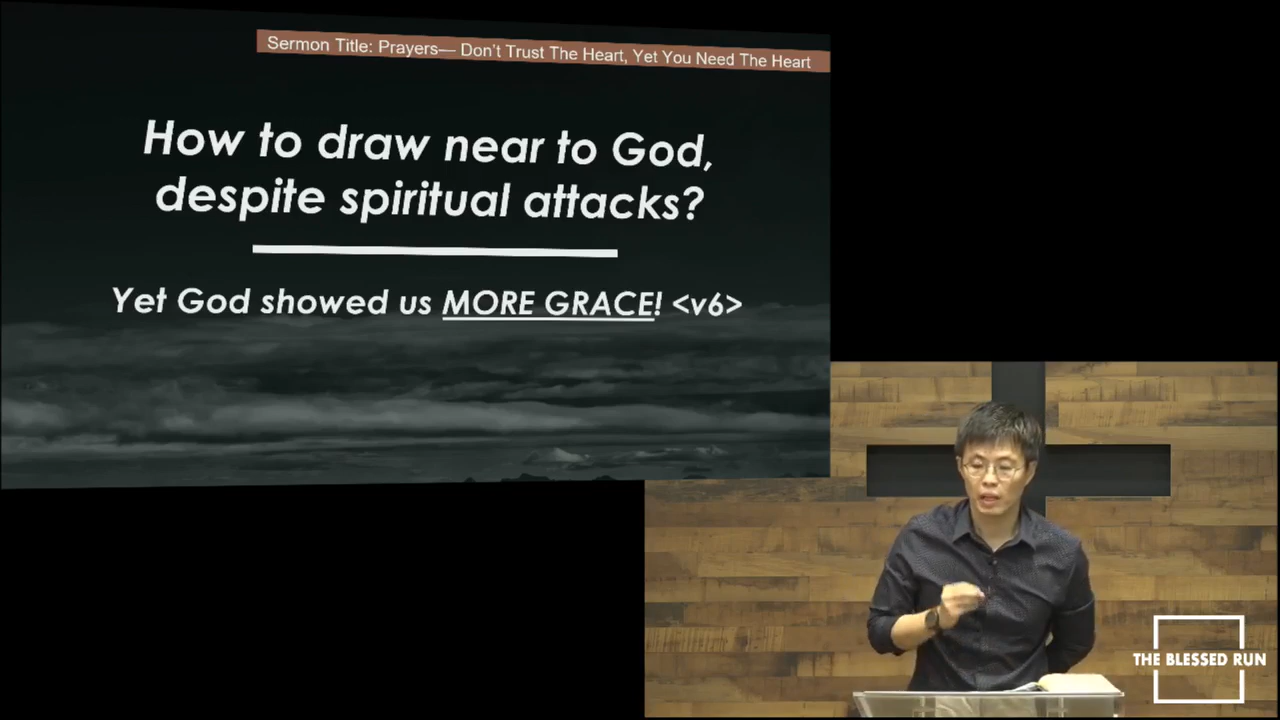 Sermon Title: Prayers— Don't Trust The Heart, Yet You Need The Heart
How to draw near to God,
despite spiritual attacks?
Yet God showed us MORE GRACE! <v6>
THE BLESSED RUN